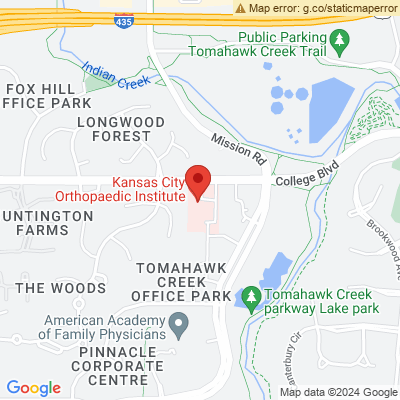 Map error: g.co/staticmaperror
435
Public Parking
Tomahawk Creek Trail
Indian Creek
FOX HILL
OFFICE PARK
LONGWOOD
FOREST
Mission Rd
College Blvd
Kansas City
Orthopaedic Institute
UNTINGTON
FARMS
Brookwood Av
TOMAHAWK
CREEK
OFFICE PARK
THE WOODS
Tomahawk Creek
parkway Lake park
American Academy
of Family Physicians
PINNACLE
CORPORATE
CENTRE
anterbury Cir
Google
Map data ©2024 Google